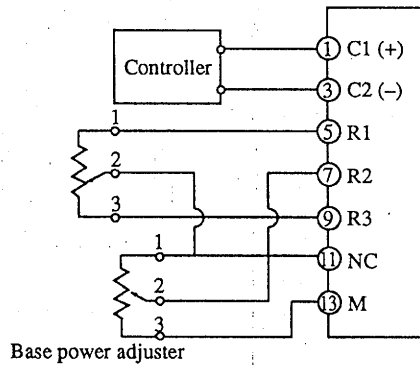 Controller
① C1 (+)
③ C2 (–)
1
⑤ R1
2
⑦ R2
3
⑨ R3
1
⑪ NC
2
⑬ M
3
Base power adjuster